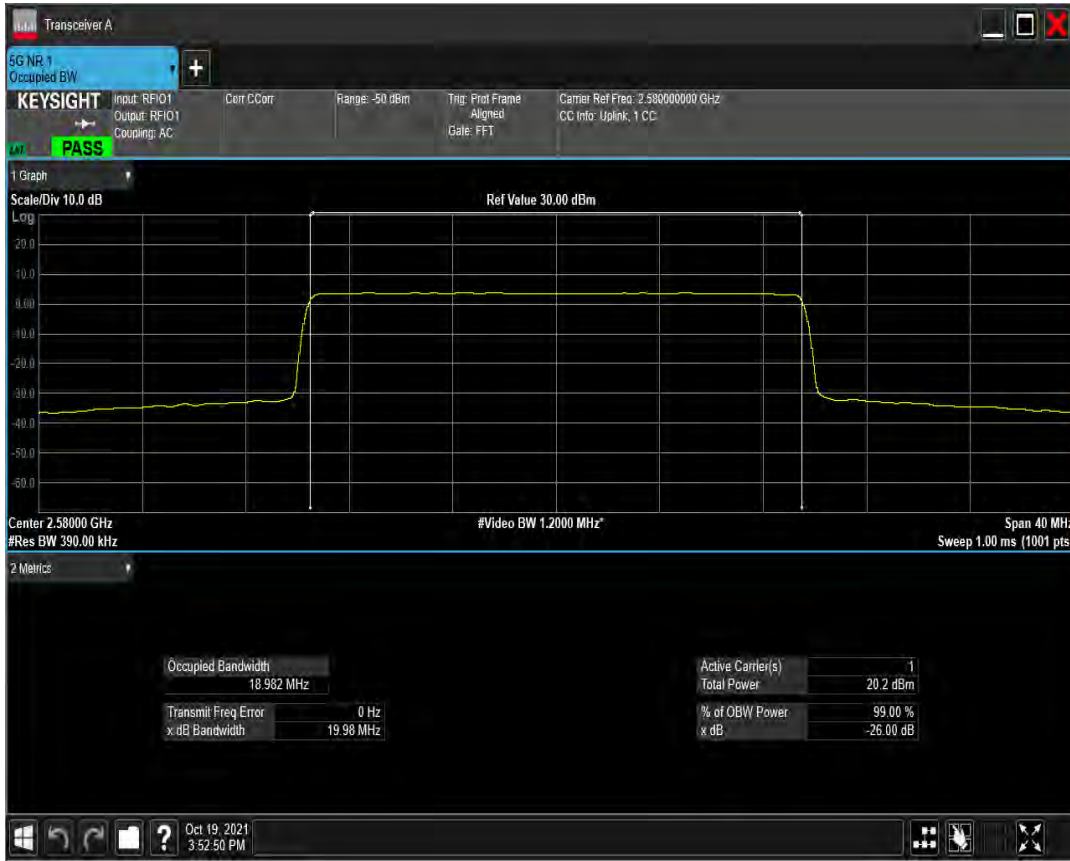 Transceiver A
5G NR 1
Occupied BW
+
KEYSIGHT
Input: RFIO1
Output: RFIO1
Coupling: AC
Corr CCorr
Range: -50 dBm
Trig: Prot Frame
Aligned
Gate: FFT
Carrier Ref Freq: 2.580000000 GHz
CC Info: Uplink, 1 CC
PASS
1 Graph
Scale/Div 10.0 dB
Ref Value 30.00 dBm
Log
20.0
10.0
0.00
-10.0
-20.0
-30.0
-40.0
-50.0
-60.0
Center 2.58000 GHz
#Video BW 1.2000 MHz*
Span 40 MHz
#Res BW 390.00 kHz
Sweep 1.00 ms (1001 pts
2 Metrics
Occupied Bandwidth
18.982 MHz
Transmit Freq Error 0 Hz
x dB Bandwidth 19.98 MHz
Active Carrier(s) 1
Total Power 20.2 dBm
% of OBW Power 99.00 %
x dB -26.00 dB
?
Oct 19, 2021
3:52:50 PM